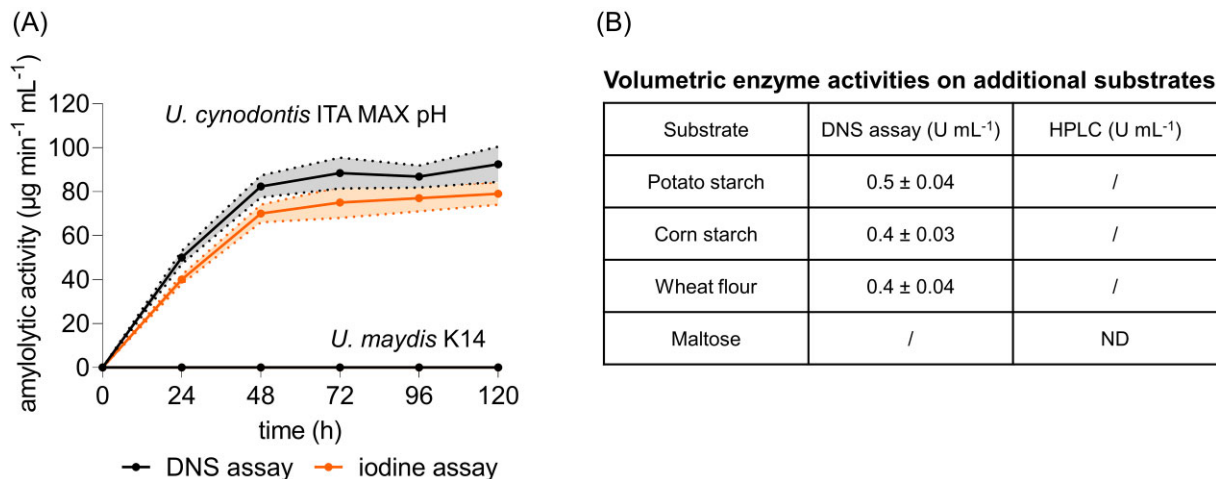 (A)
amylolytic activity (µg min⁻¹ mL⁻¹)
120
100
80
60
40
20
0
U. cynodontis ITA MAX pH
U. maydis K14
0 24 48 72 96 120
time (h)
DNS assay iodine assay
(B)
Volumetric enzyme activities on additional substrates
Substrate DNS assay (U mL⁻¹) HPLC (U mL⁻¹)
Potato starch 0.5 ± 0.04 /
Corn starch 0.4 ± 0.03 /
Wheat flour 0.4 ± 0.04 /
Maltose / ND